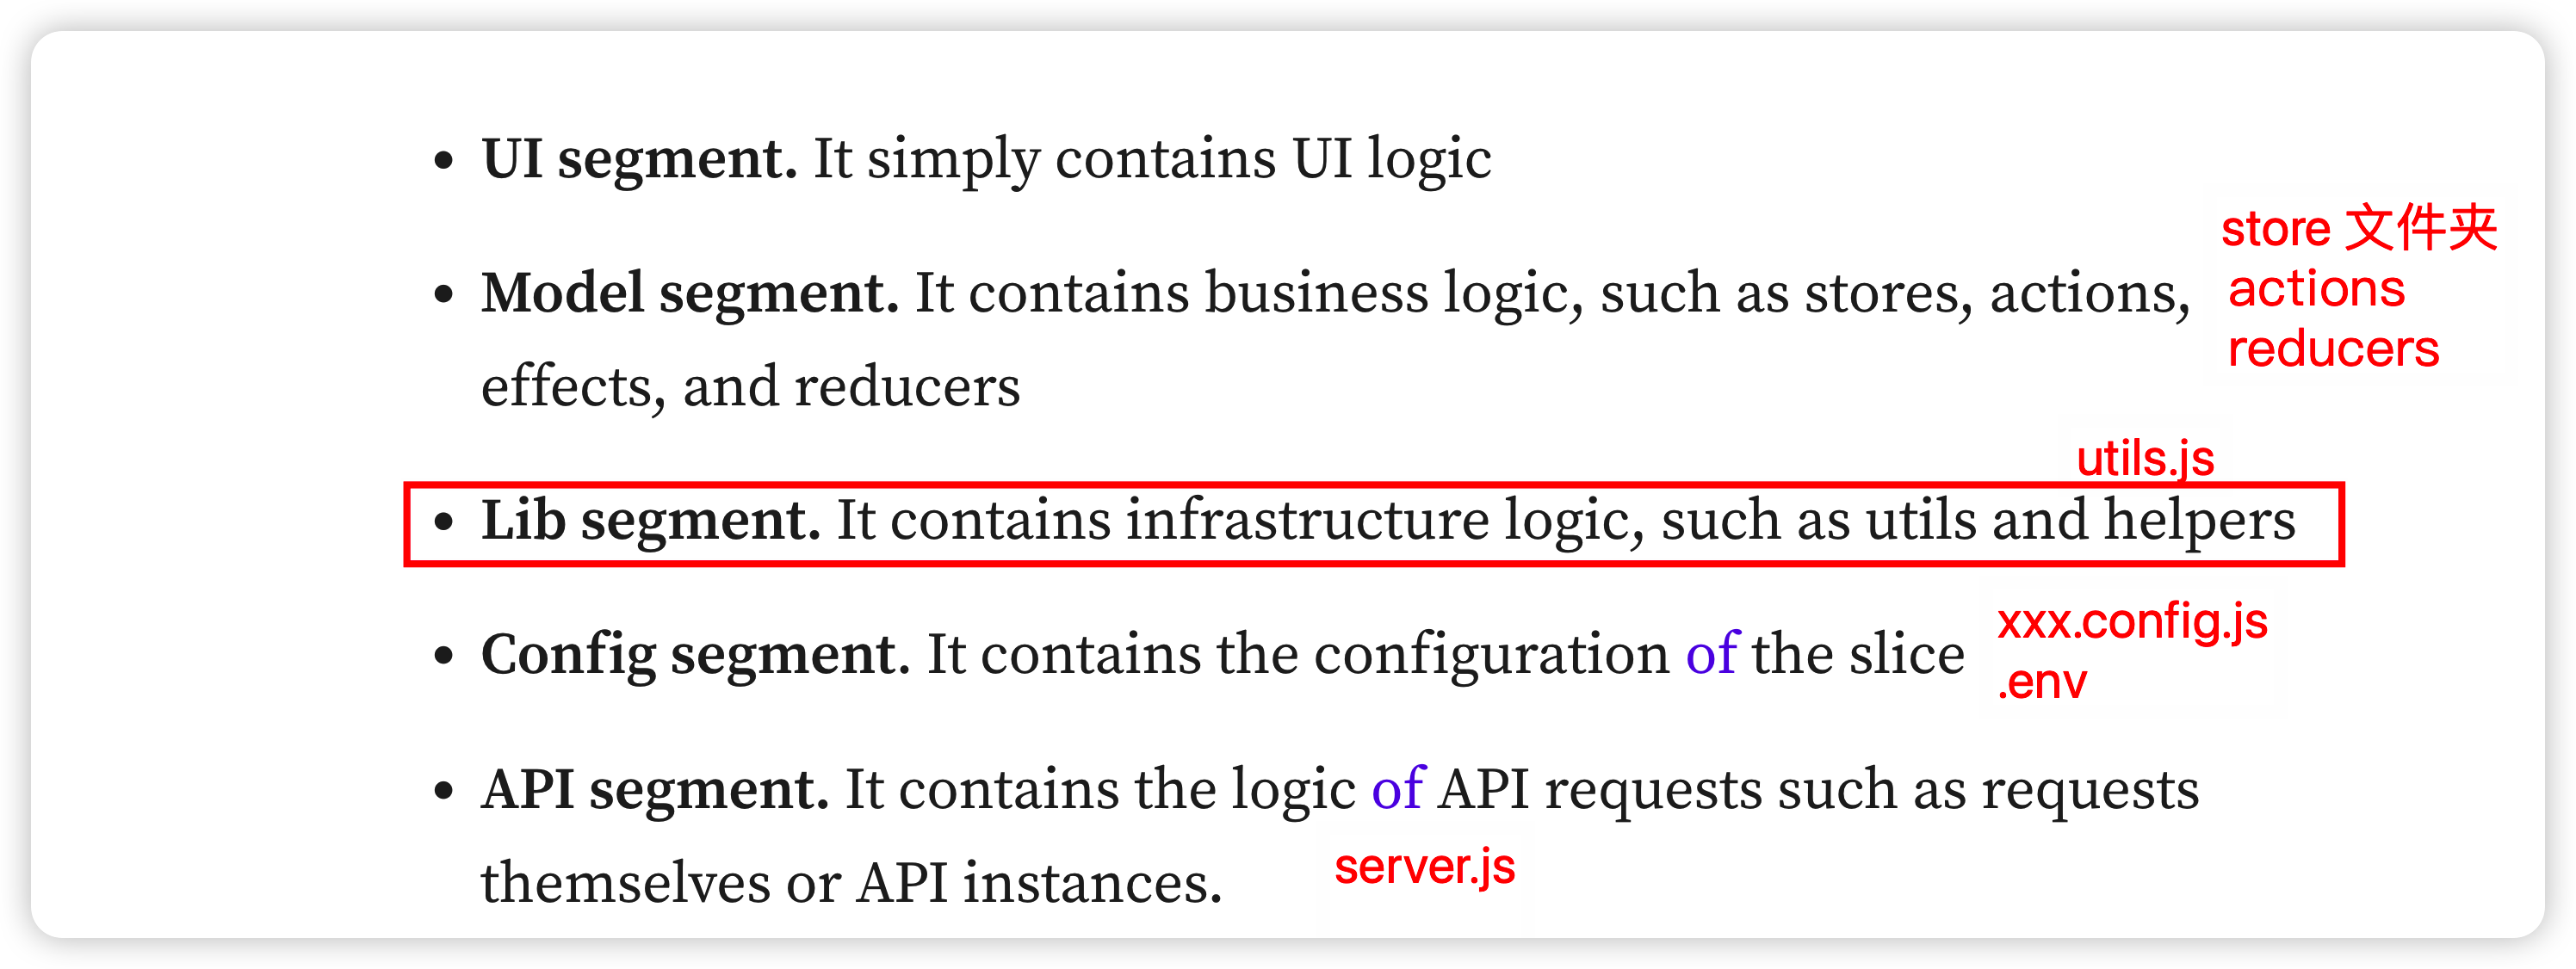 • UI segment. It simply contains UI logic
store 文件夹
• Model segment. It contains business logic, such as stores, actions,
actions
reducers
effects, and reducers
utils.js
• Lib segment. It contains infrastructure logic, such as utils and helpers
xxx.config.js
• Config segment. It contains the configuration of the slice
.env
• API segment. It contains the logic of API requests such as requests
themselves or API instances.
server.js